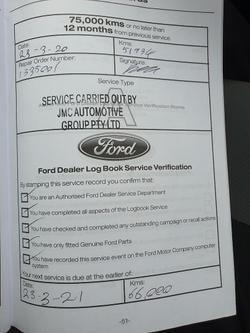 75,000 kms or no later than
12 months from previous service.
Date:
23-3-20
Kms:
Repair Order Number:
Signature:
Service Type
SERVICE CARRIED OUT BY
JMC AUTOMOTIVE
GROUP PTY LTD
Ford
Ford Dealer Log Book Service Verification
By stamping this service record you confirm that:
You are an Authorised Ford Dealer Service Department
You have completed all aspects of the Logbook Service
You have checked and completed any outstanding campaign or recall actions
You have only fitted Genuine Ford Parts
You have recorded this service event on the Ford Motor Company computer
system
Your next service is due at the earlier of:
Date:
23-3-21
Kms:
66,000
-51-